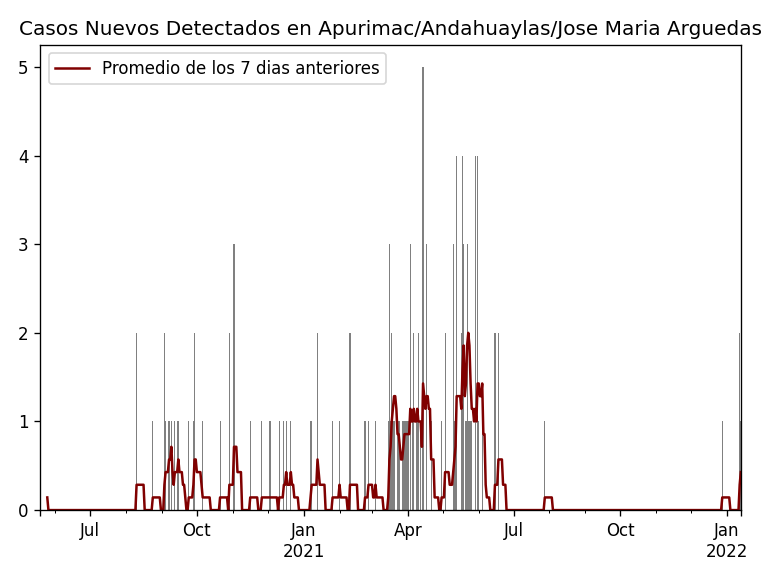 Casos Nuevos Detectados en Apurimac/Andahuaylas/Jose Maria Arguedas
Promedio de los 7 dias anteriores
5
4
3
2
1
0
Jul Oct Jan Apr Jul Oct Jan
2021 2022